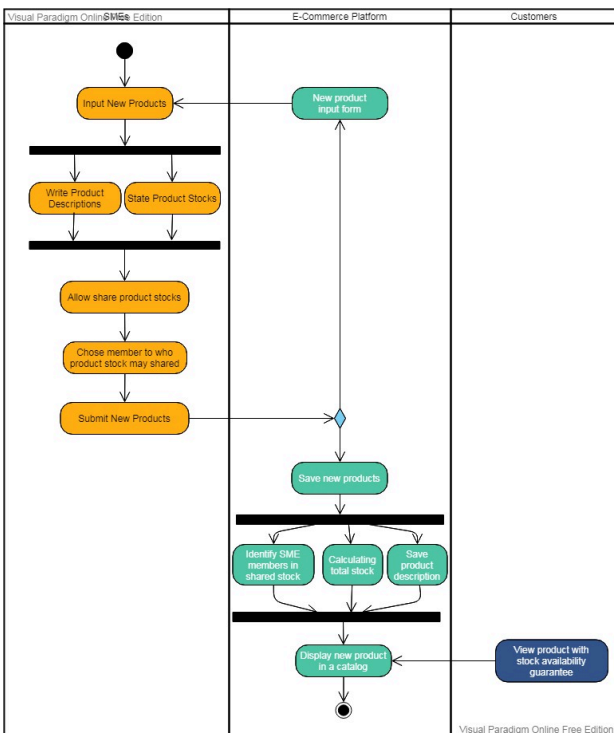 Visual Paradigm Online Free Edition
SMEs
E-Commerce Platform
Customers
Input New Products
New product
input form
Write Product
Descriptions
State Product Stocks
Allow share product stocks
Chose member to who
product stock may shared
Submit New Products
Save new products
Identify SME
members in
shared stock
Calculating
total stock
Save
product
description
Display new product
in a catalog
View product with
stock availability
guarantee
Visual Paradigm Online Free Edition